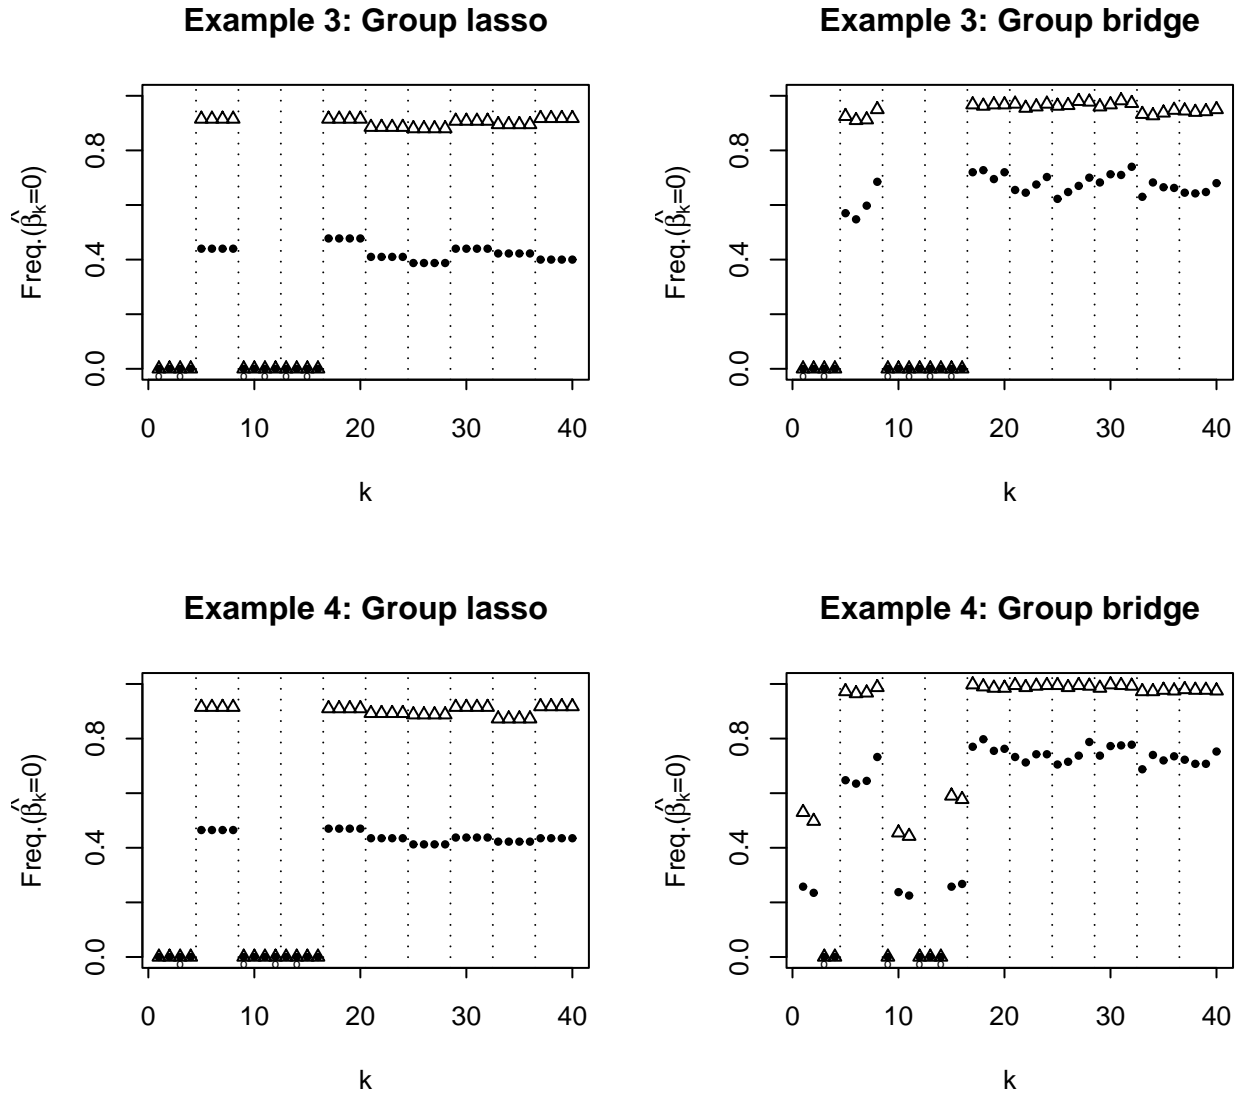 Example 3: Group lasso
Freq.(β̂k=0)
0.0 0.4 0.8
0 10 20 30 40
k
Example 3: Group bridge
Freq.(β̂k=0)
0.0 0.4 0.8
0 10 20 30 40
k
Example 4: Group lasso
Freq.(β̂k=0)
0.0 0.4 0.8
0 10 20 30 40
k
Example 4: Group bridge
Freq.(β̂k=0)
0.0 0.4 0.8
0 10 20 30 40
k